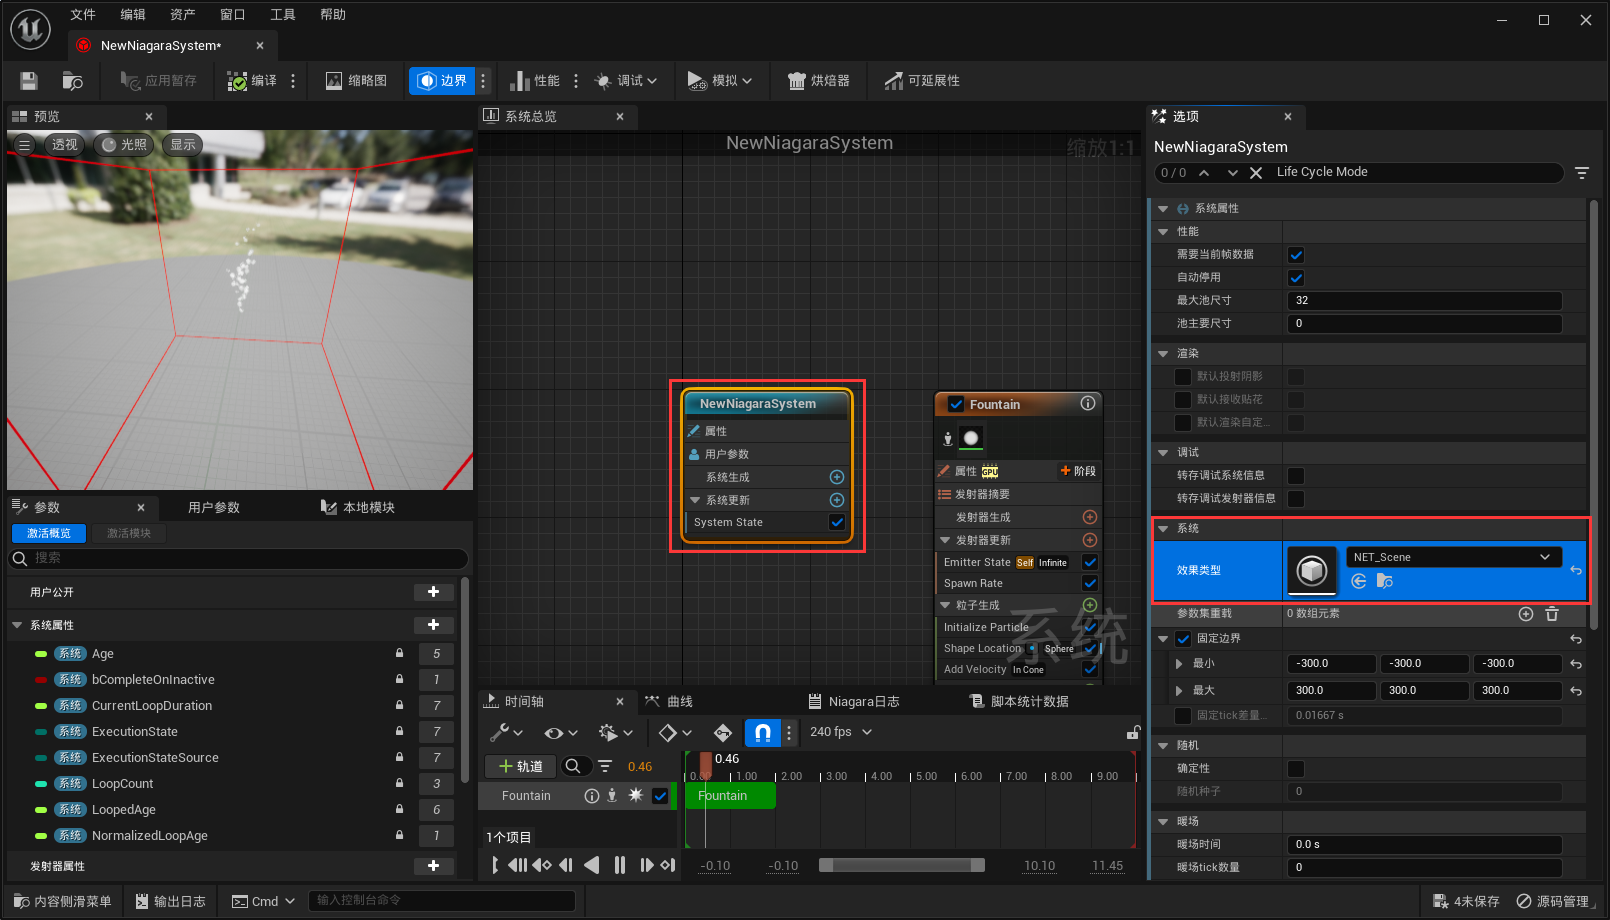 文件 编辑 资产 窗口 工具 帮助
NewNiagaraSystem*
应用暂存 编译 缩略图 边界 性能 调试 模拟 烘焙器 可延展性
预览
透视 光照 显示
系统总览
NewNiagaraSystem
缩放1:1
NewNiagaraSystem
属性
用户参数
系统生成
系统更新
System State
Fountain
属性 GPU 阶段
发射器摘要
发射器生成
发射器更新
Emitter State Self Infinite
Spawn Rate
粒子生成
Initialize Particle
Shape Location Sphere
Add Velocity In Cone
系统
选项
NewNiagaraSystem
0 / 0 Life Cycle Mode
系统属性
性能
需要当前帧数据
自动停用
最大池尺寸 32
池主要尺寸 0
渲染
默认投射阴影
默认接收贴花
默认渲染自定...
调试
转存调试系统信息
转存调试发射器信息
系统
效果类型 NET_Scene
参数集重载 0 数组元素
固定边界
最小 -300.0 -300.0 -300.0
最大 300.0 300.0 300.0
固定tick差量... 0.01667 s
随机
确定性
随机种子 0
暖场
暖场时间 0.0 s
暖场tick数量 0
参数 用户参数 本地模块
激活概览 激活模块
搜索
用户公开
系统属性
系统 Age 5
系统 bCompleteOnInactive 1
系统 CurrentLoopDuration 7
系统 ExecutionState 7
系统 ExecutionStateSource 7
系统 LoopCount 3
系统 LoopedAge 6
系统 NormalizedLoopAge 1
发射器属性
时间轴 曲线 Niagara日志 脚本统计数据
240 fps
轨道 0.46
0.46
0.00 1.00 2.00 3.00 4.00 5.00 6.00 7.00 8.00 9.00
Fountain Fountain
1个项目
-0.10 -0.10 10.10 11.45
内容侧滑菜单 输出日志 Cmd 输入控制台命令 4未保存 源码管理